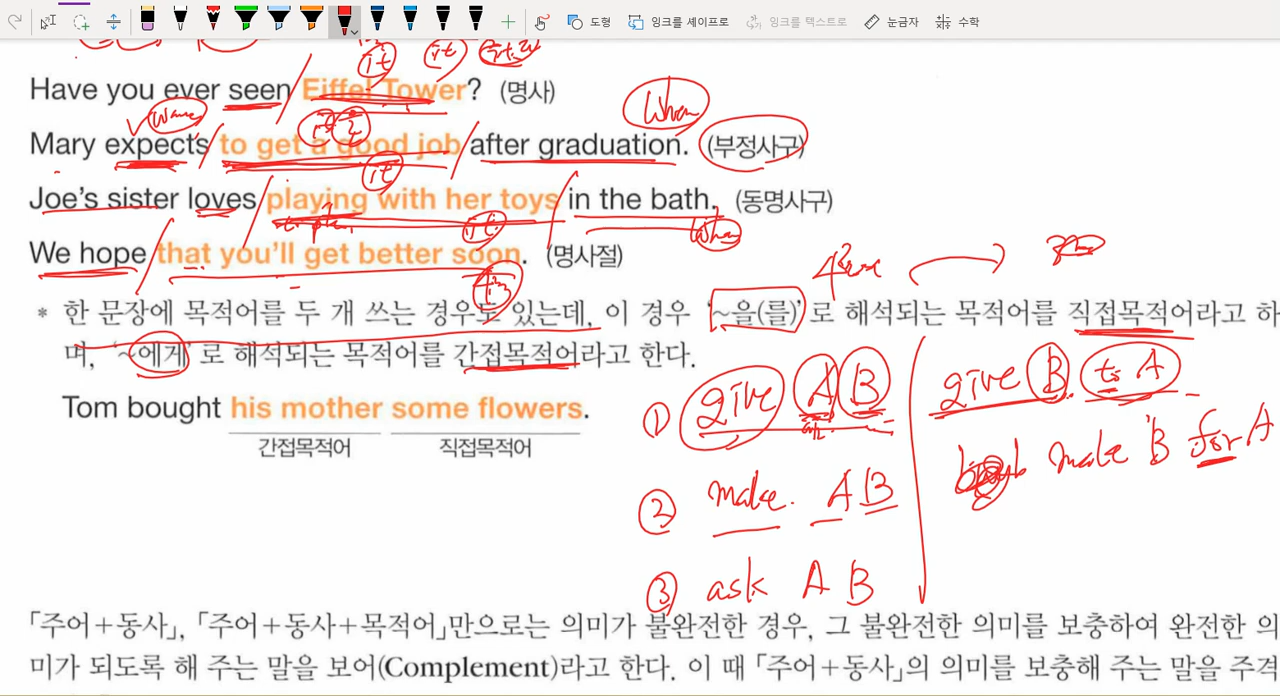 도형 잉크를 셰이프로 잉크를 텍스트로 눈금자 수학
it it
Have you ever seen Eiffel Tower? (명사)
when
Mary expects to get a good job after graduation. (부정사구)
it
Joe's sister loves playing with her toys in the bath. (동명사구)
it when
We hope that you'll get better soon. (명사절)
* 한 문장에 목적어를 두 개 쓰는 경우도 있는데, 이 경우 '~을(를)'로 해석되는 목적어를 직접목적어라고 하
며, '~에게'로 해석되는 목적어를 간접목적어라고 한다.
Tom bought his mother some flowers.
간접목적어 직접목적어
① give A B give B to A
② make A B make B for A
③ ask A B
「주어+동사」, 「주어+동사+목적어」만으로는 의미가 불완전한 경우, 그 불완전한 의미를 보충하여 완전한 의
미가 되도록 해 주는 말을 보어(Complement)라고 한다. 이 때 「주어+동사」의 의미를 보충해 주는 말을 주격